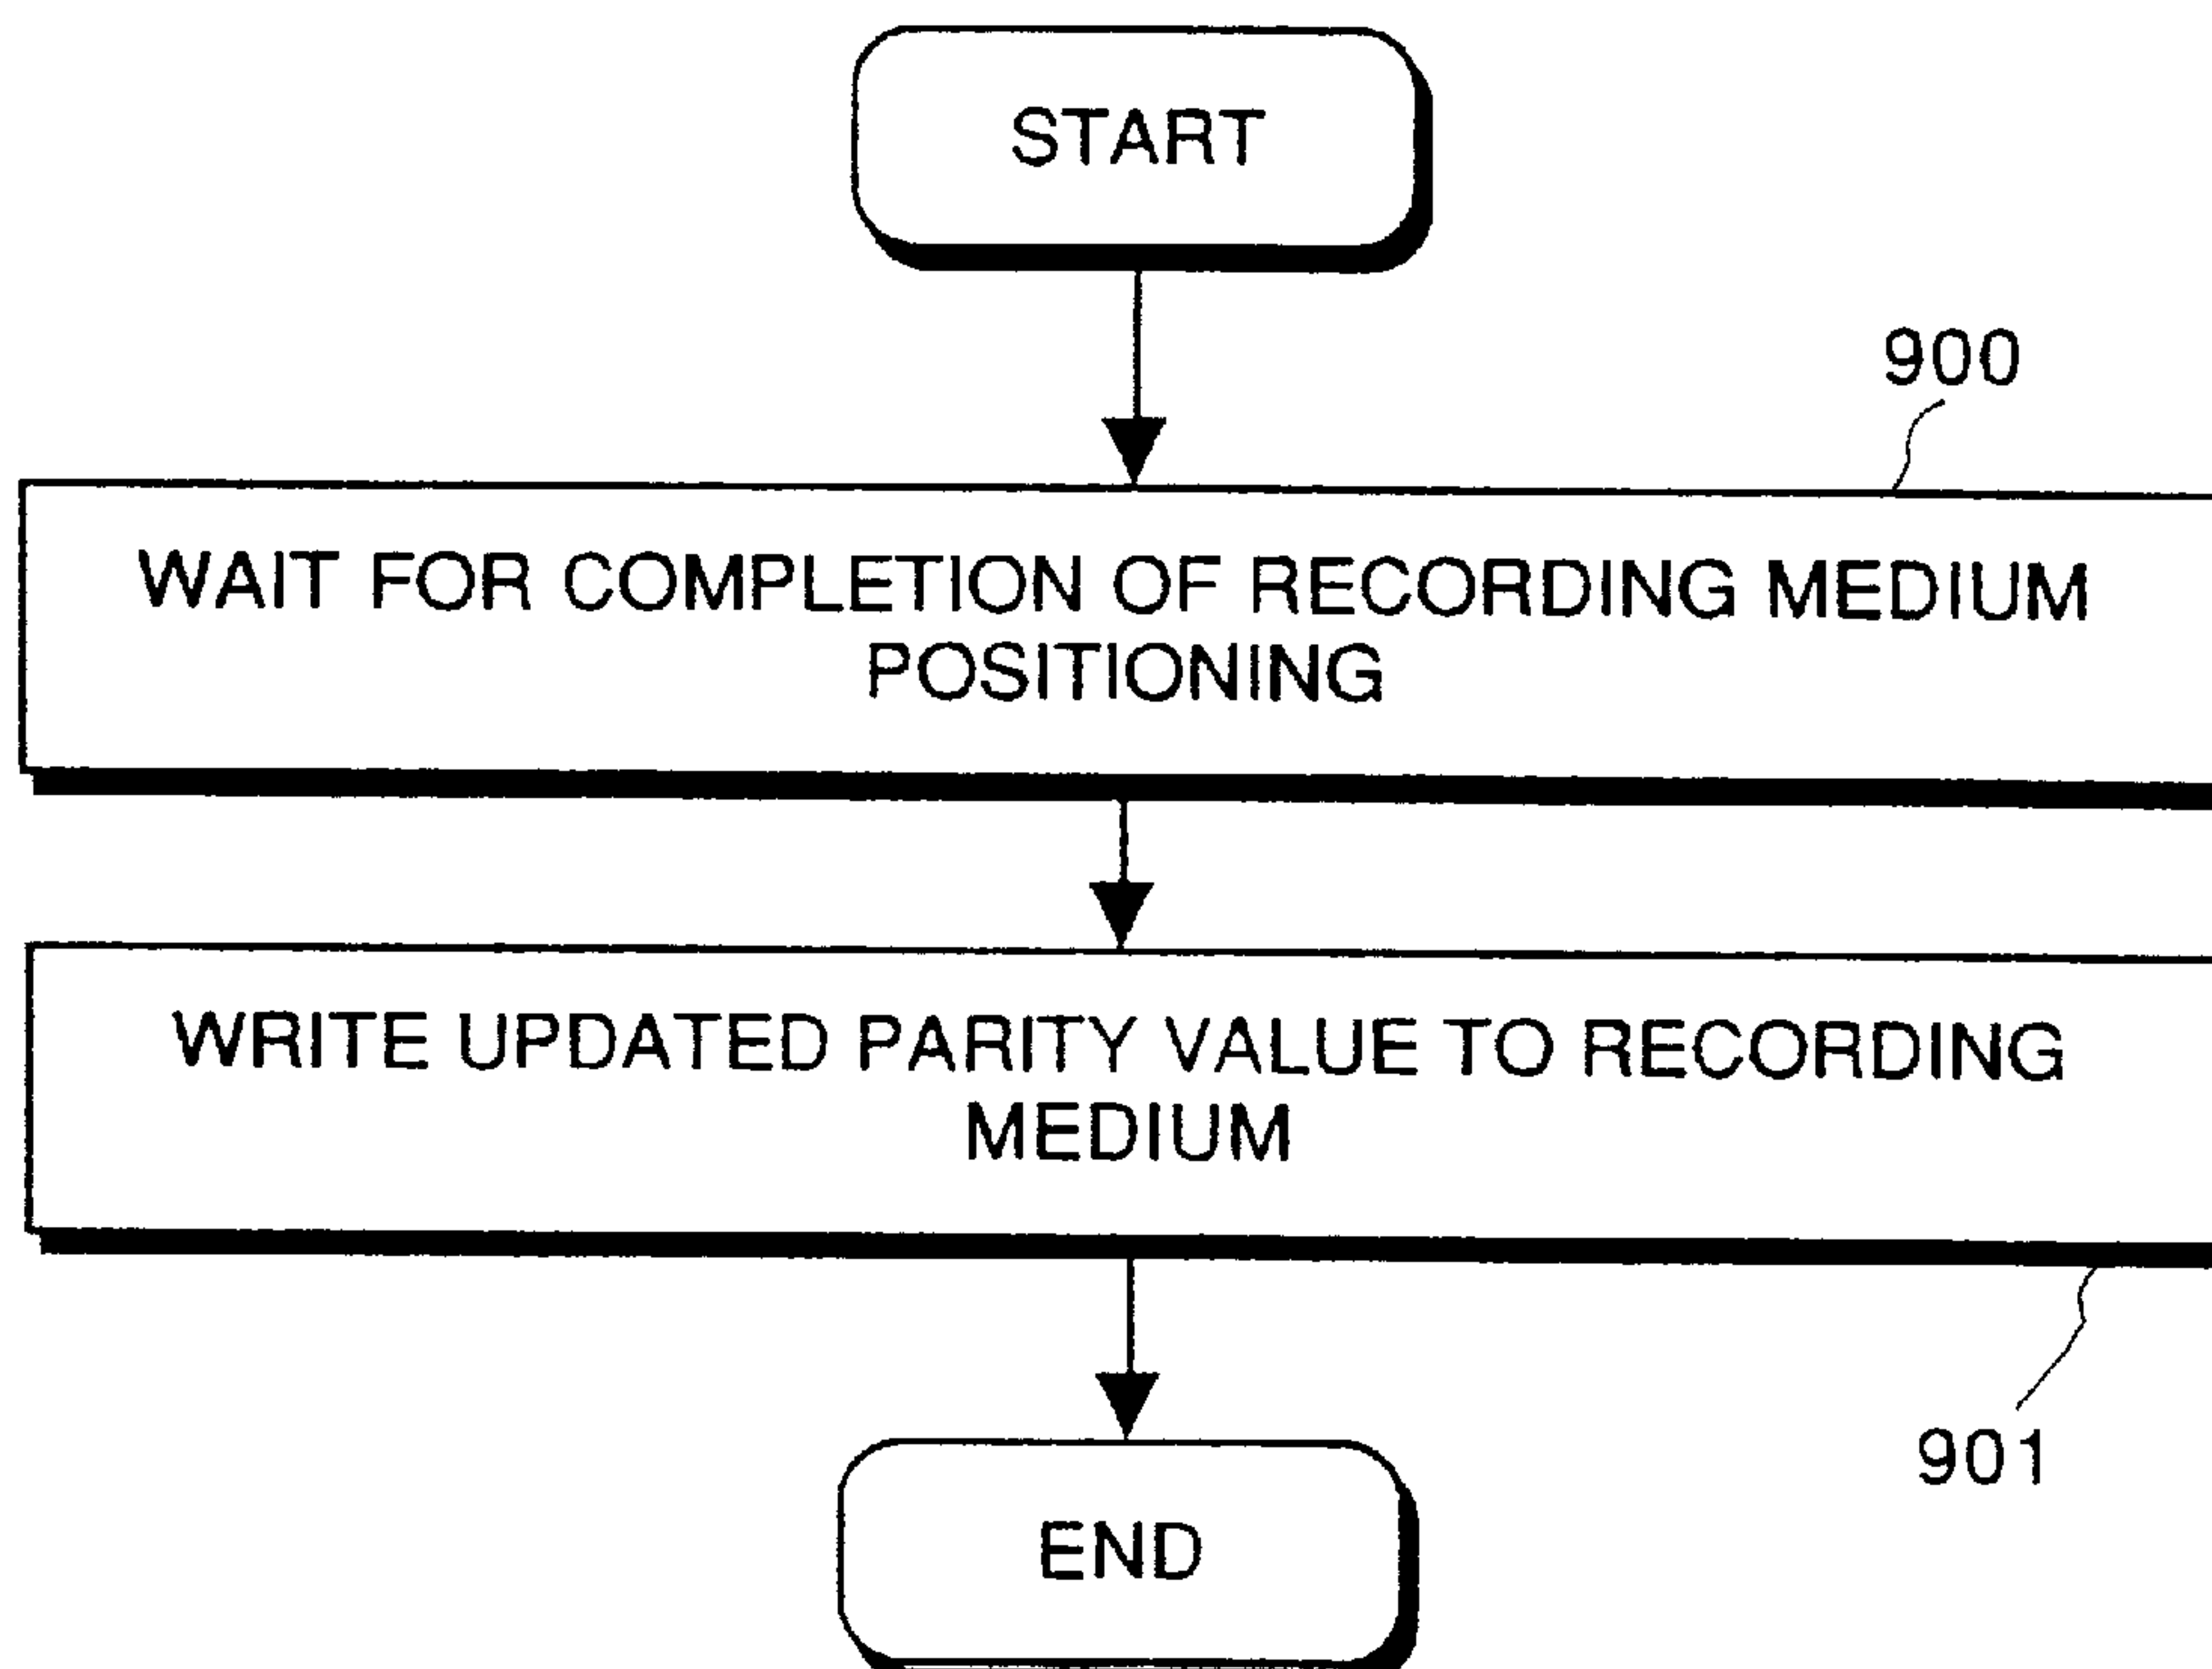 START
900
WAIT FOR COMPLETION OF RECORDING MEDIUM
POSITIONING
WRITE UPDATED PARITY VALUE TO RECORDING
MEDIUM
901
END